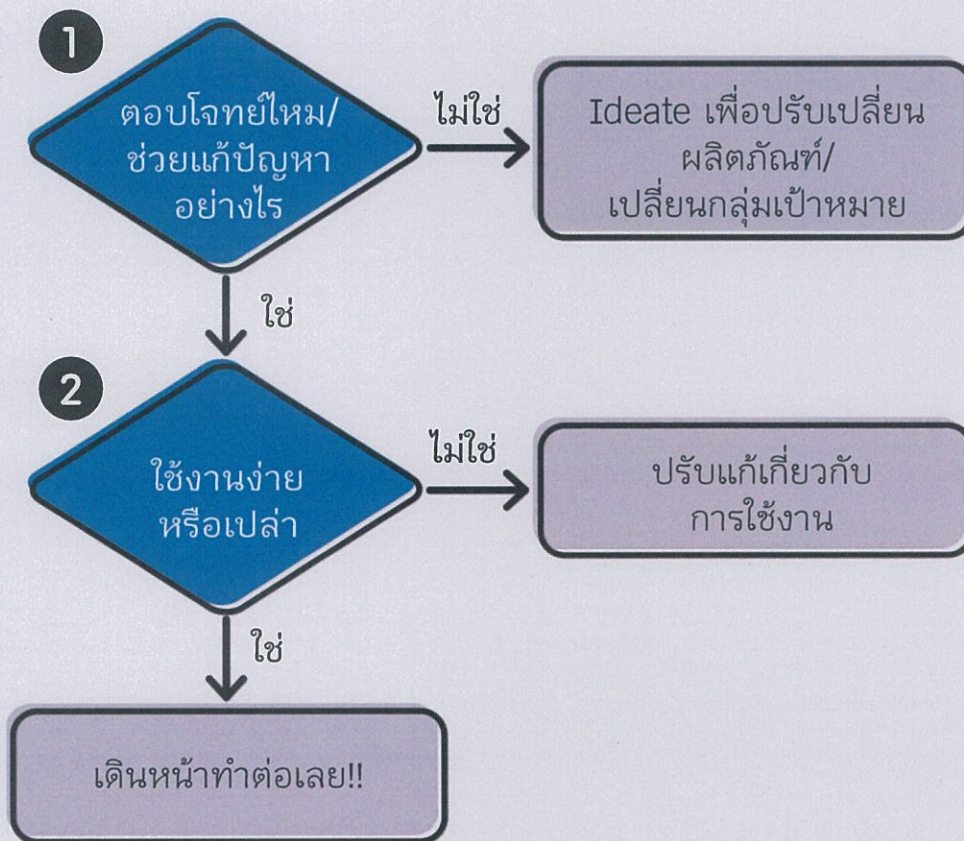 1
ตอบโจทย์ไหม/
ช่วยแก้ปัญหา
อย่างไร
ไม่ใช่
Ideate เพื่อปรับเปลี่ยน
ผลิตภัณฑ์/
เปลี่ยนกลุ่มเป้าหมาย
ใช่
2
ใช้งานง่าย
หรือเปล่า
ไม่ใช่
ปรับแก้เกี่ยวกับ
การใช้งาน
ใช่
เดินหน้าทำต่อเลย!!